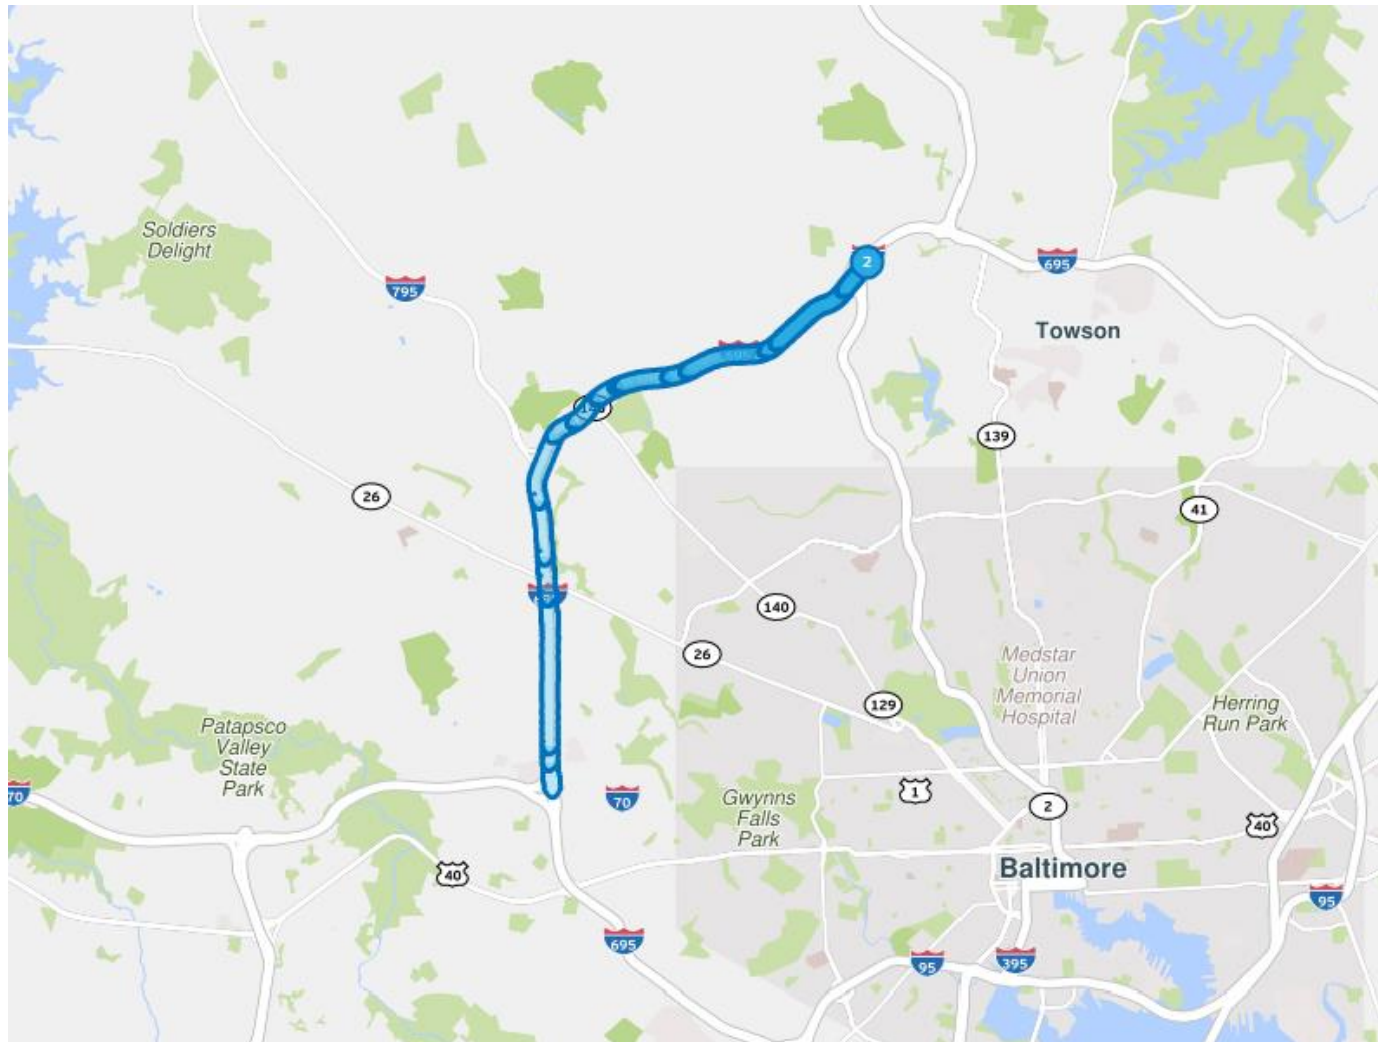 Soldiers
Delight
2
695
795
Towson
139
26
41
140
26
Medstar
Union
Memorial
Hospital
129
Herring
Run Park
Patapsco
Valley
State
Park
70
70
Gwynns
Falls
Park
1
2
40
40
Baltimore
95
695
95
395